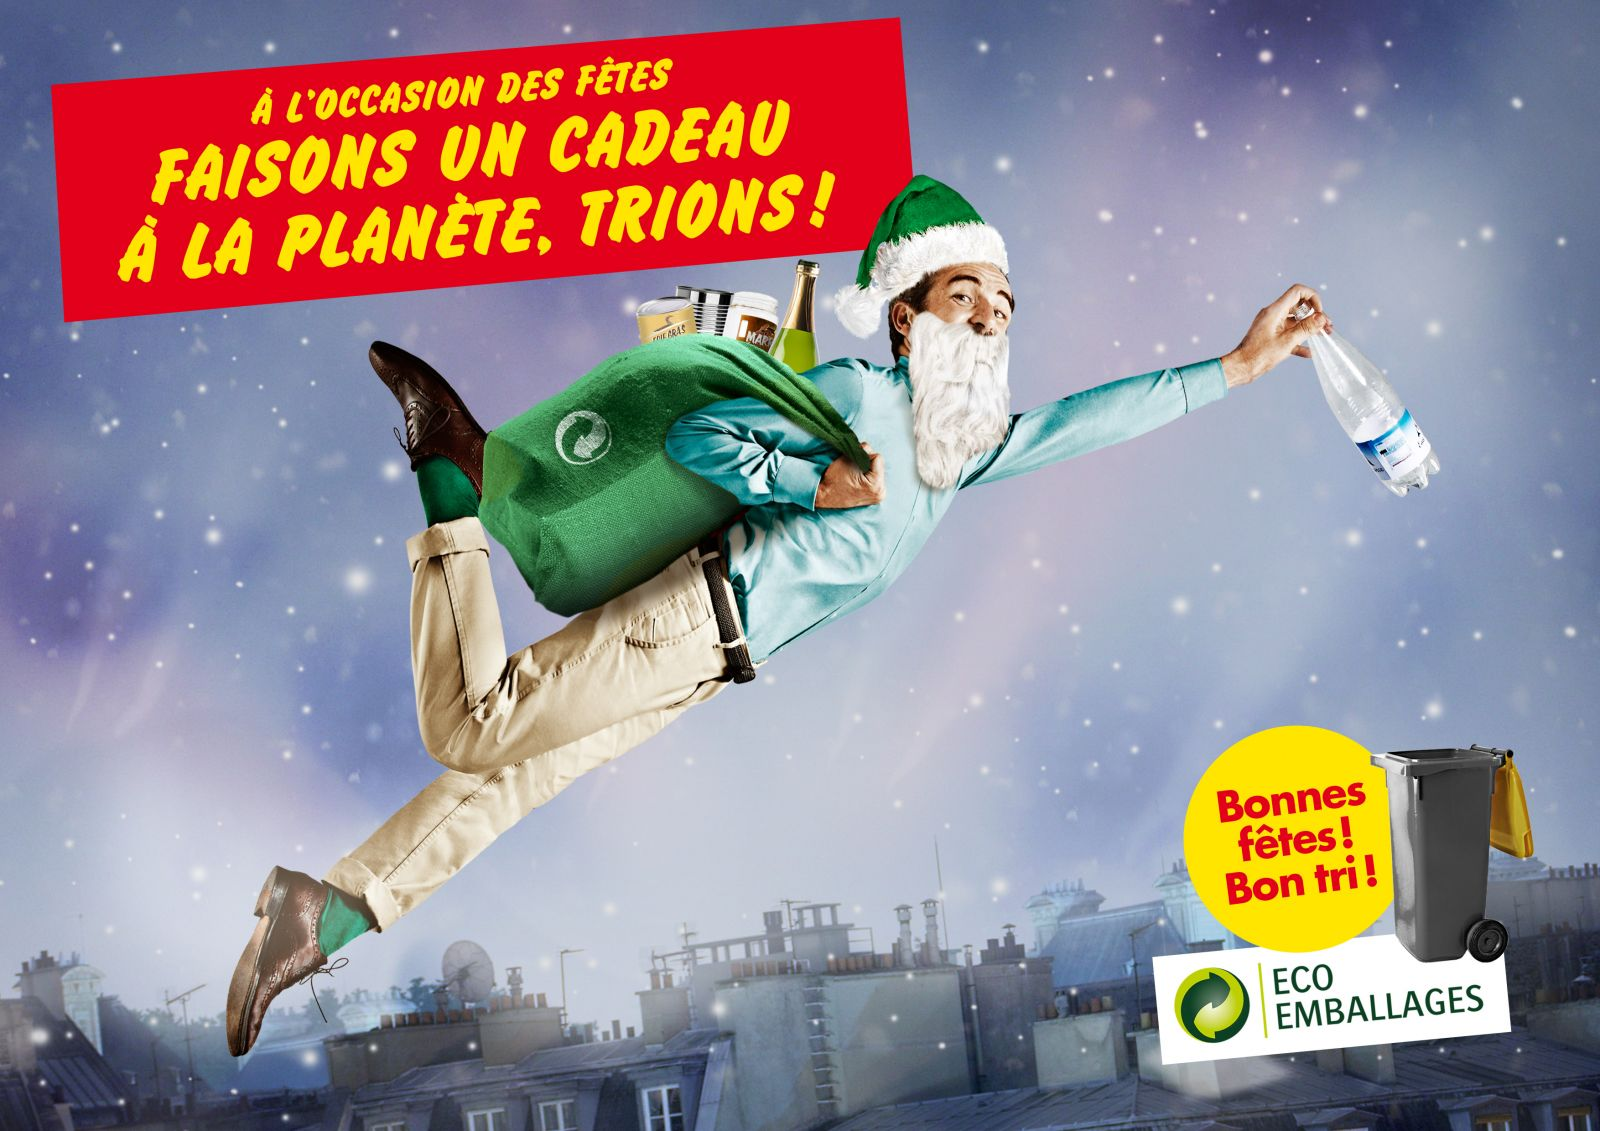 À L'OCCASION DES FÊTES
FAISONS UN CADEAU
À LA PLANÈTE, TRIONS !
Bonnes
fêtes !
Bon tri !
ECO
EMBALLAGES